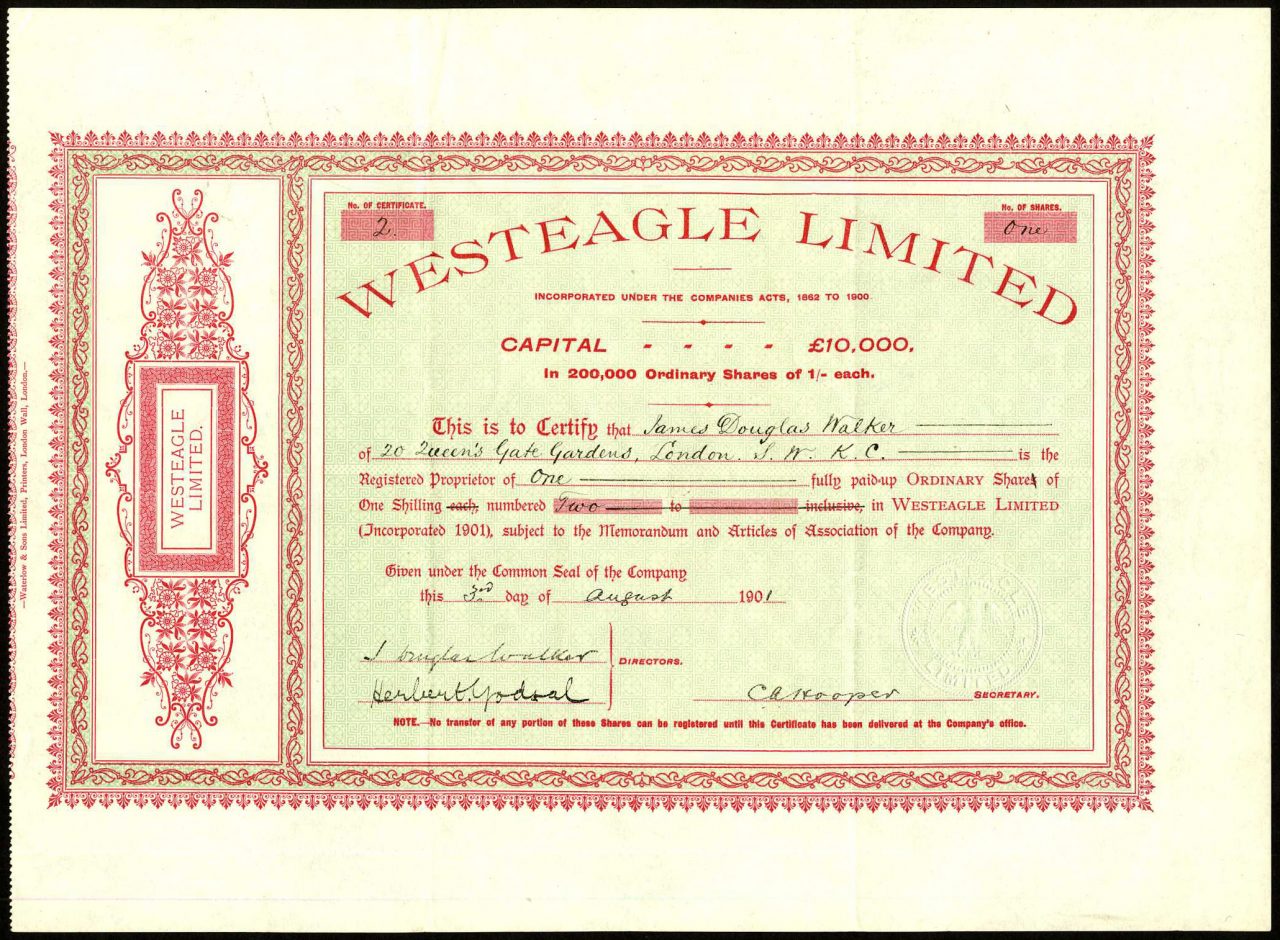 No. OF CERTIFICATE.
2.
No. OF SHARES.
One
WESTEAGLE LIMITED
INCORPORATED UNDER THE COMPANIES ACTS, 1862 TO 1900.
CAPITAL - - - - £10,000,
In 200,000 Ordinary Shares of 1/- each.
This is to Certify that James Douglas Walker
of 20 Queen's Gate Gardens, London. S. W. K. C. is the
Registered Proprietor of One fully paid-up ORDINARY Shares of
One Shilling each, numbered Two to inclusive, in WESTEAGLE LIMITED
(Incorporated 1901), subject to the Memorandum and Articles of Association of the Company.
Given under the Common Seal of the Company
this 3rd day of August 1901
J Douglas Walker
DIRECTORS.
Herbert
C A Hooper SECRETARY.
NOTE.—No transfer of any portion of these Shares can be registered until this Certificate has been delivered at the Company's office.
WESTEAGLE
LIMITED.
—Waterlow & Sons Limited, Printers, London Wall, London.—
WESTEAGLE
LIMITED